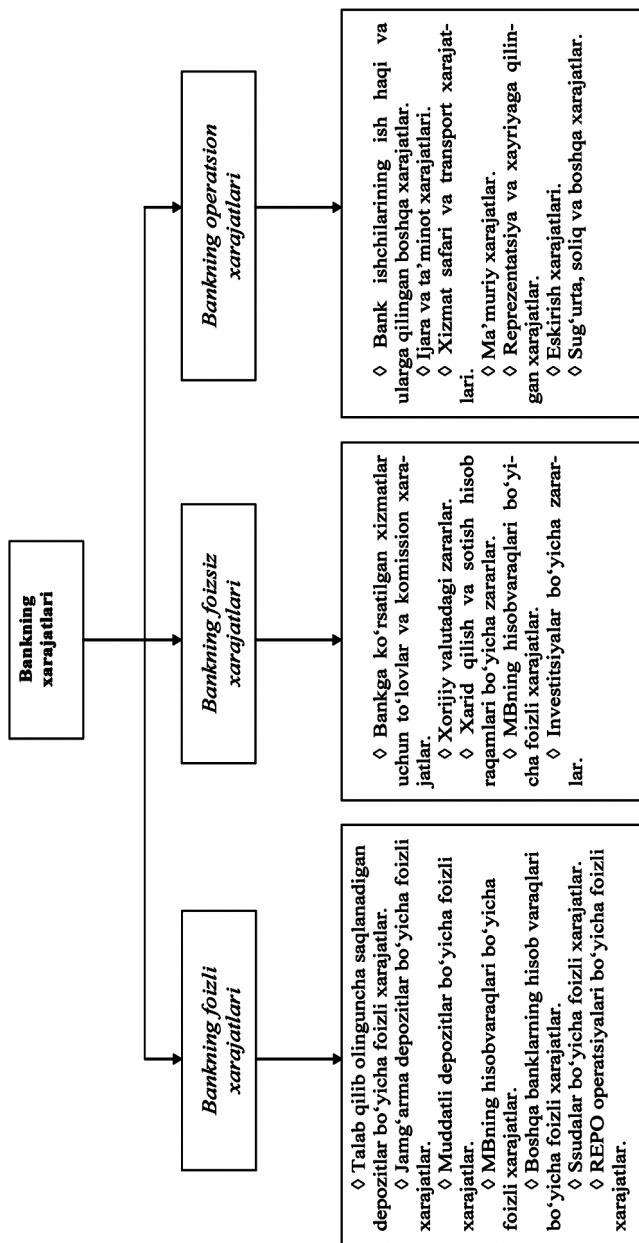 Bankning
xarajatlari
Bankning foizli
xarajatlari
Bankning foizsiz
xarajatlari
Bankning operatsion
xarajatlari
◊ Talab qilib olinguncha saqlanadigan
depozitlar bo‘yicha foizli xarajatlar.
◊ Jamg‘arma depozitlar bo‘yicha foizli
xarajatlar.
◊ Muddatli depozitlar bo‘yicha foizli
xarajatlar.
◊ MBning hisobvaraqlari bo‘yicha
foizli xarajatlar.
◊ Boshqa banklarning hisob varaqlari
bo‘yicha foizli xarajatlar.
◊ Ssudalar bo‘yicha foizli xarajatlar.
◊ REPO operatsiyalari bo‘yicha foizli
xarajatlar.
◊ Bankga ko‘rsatilgan xizmatlar
uchun to‘lovlar va komission xara-
jatlar.
◊ Xorijiy valutadagi zararlar.
◊ Xarid qilish va sotish hisob
raqamlari bo‘yicha zararlar.
◊ MBning hisobvaraqlari bo‘yi-
cha foizli xarajatlar.
◊ Investitsiyalar bo‘yicha zarar-
lar.
◊ Bank ishchilarining ish haqi va
ularga qilingan boshqa xarajatlar.
◊ Ijara va ta’minot xarajatlari.
◊ Xizmat safari va transport xarajat-
lari.
◊ Ma’muriy xarajatlar.
◊ Reprezentatsiya va xayriyaga qilin-
gan xarajatlar.
◊ Eskirish xarajatlari.
◊ Sug‘urta, soliq va boshqa xarajatlar.